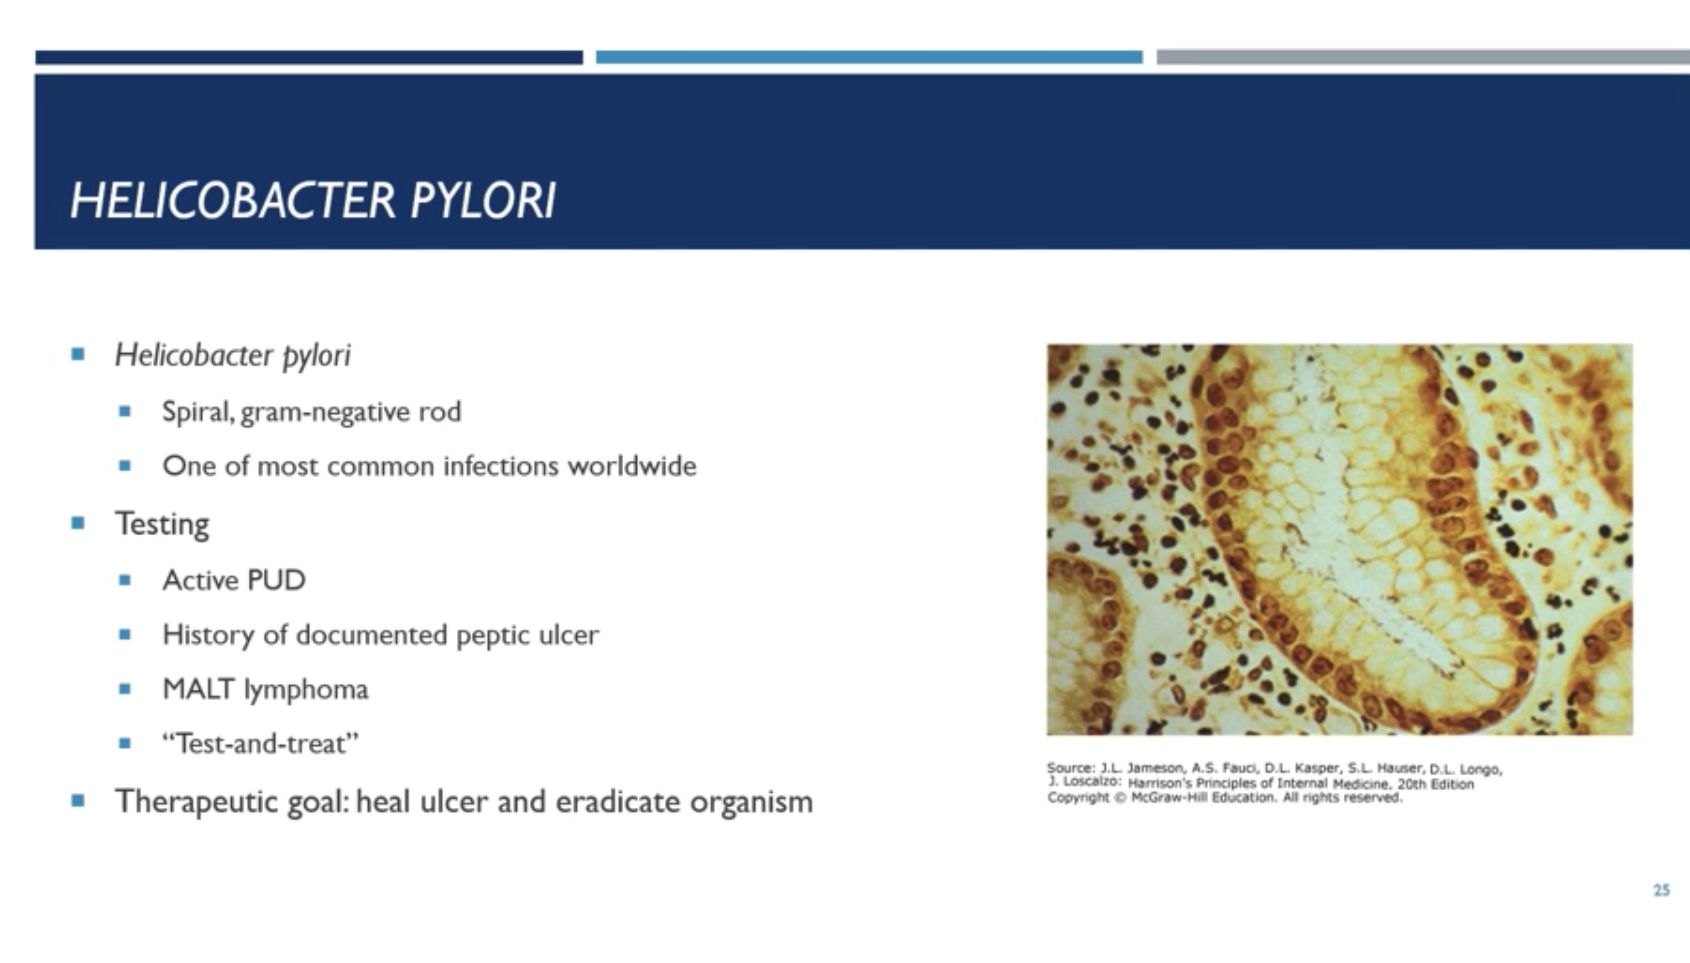 HELICOBACTER PYLORI
Helicobacter pylori
Spiral, gram-negative rod
One of most common infections worldwide
Testing
Active PUD
History of documented peptic ulcer
MALT lymphoma
“Test-and-treat”
Therapeutic goal: heal ulcer and eradicate organism
Source: J.L. Jameson, A.S. Fauci, D.L. Kasper, S.L. Hauser, D.L. Longo,
J. Loscalzo: Harrison's Principles of Internal Medicine, 20th Edition
Copyright © McGraw-Hill Education. All rights reserved.
25